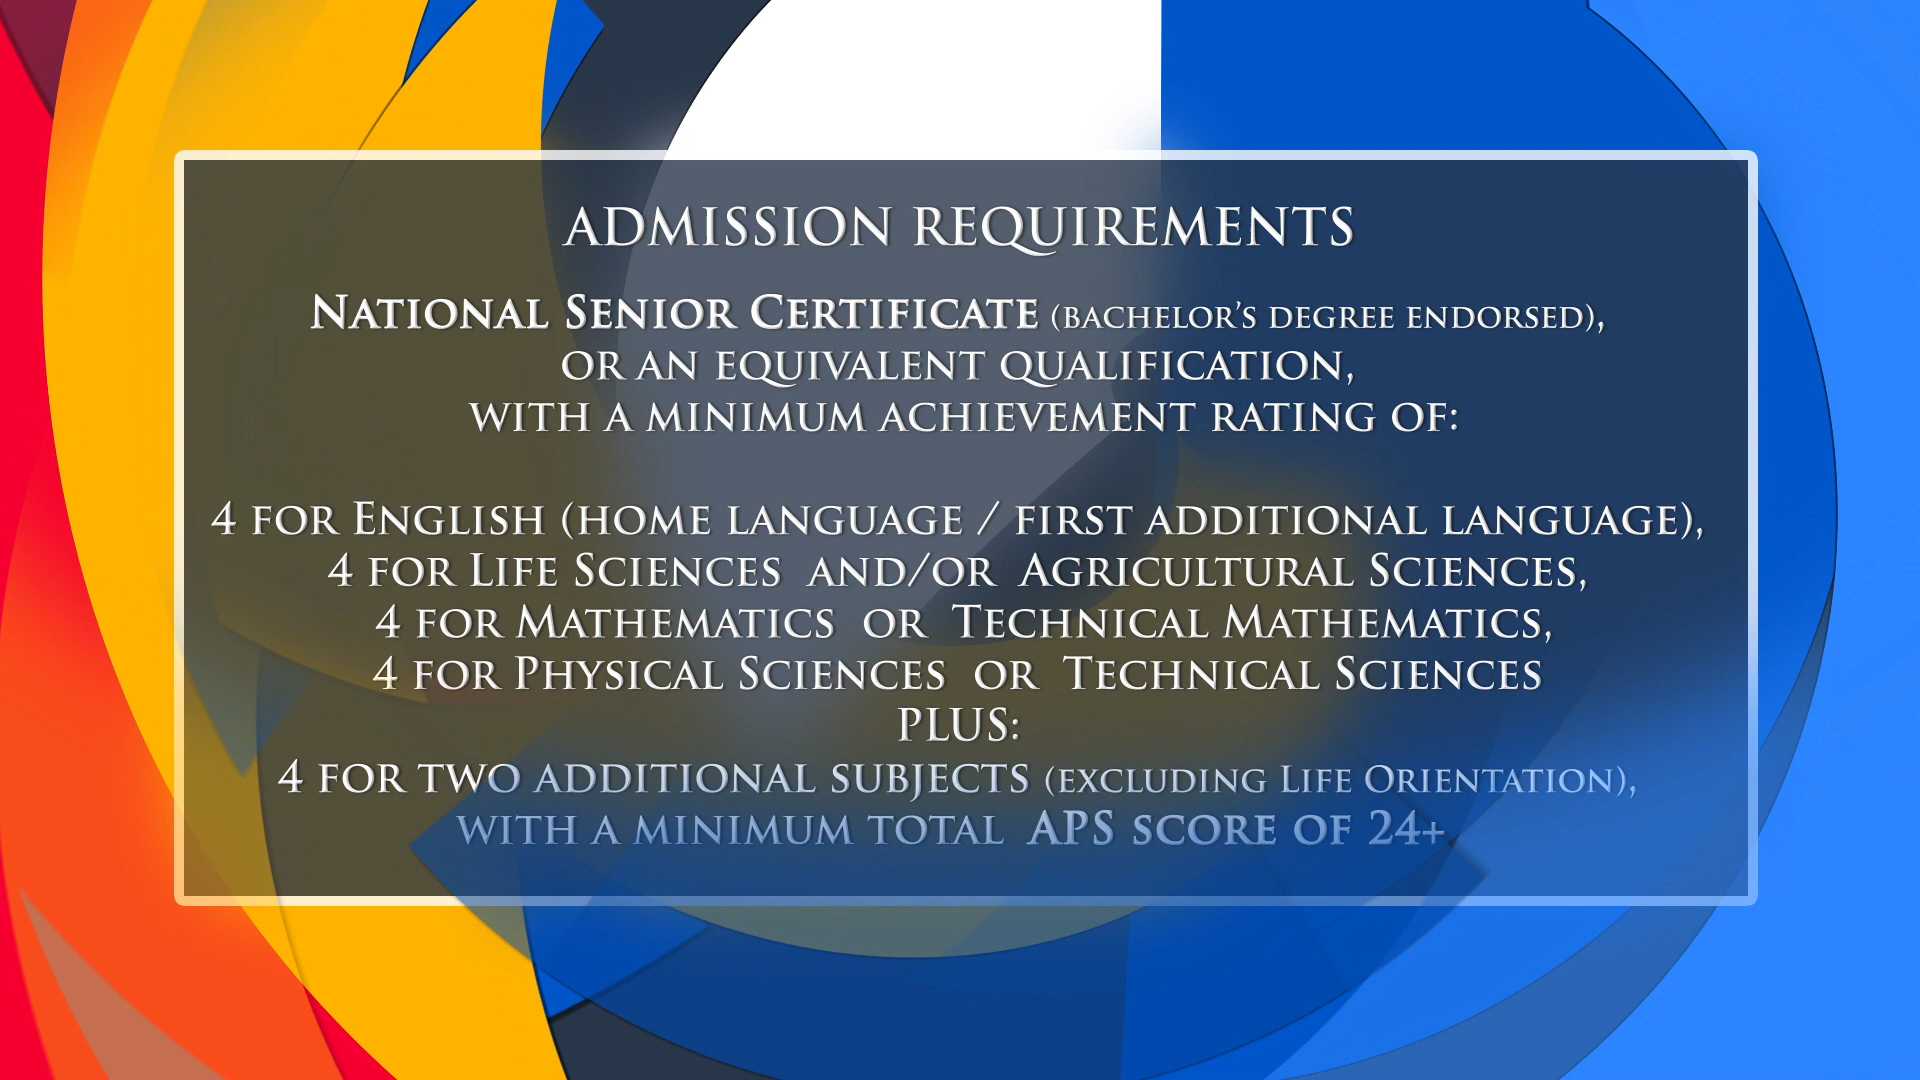 ADMISSION REQUIREMENTS
National Senior Certificate (bachelor's degree endorsed),
or an equivalent qualification,
with a minimum achievement rating of:
4 for English (home language / first additional language),
4 for Life Sciences and/or Agricultural Sciences,
4 for Mathematics or Technical Mathematics,
4 for Physical Sciences or Technical Sciences
PLUS:
4 for two additional subjects (excluding Life Orientation),
with a minimum total APS score of 24+